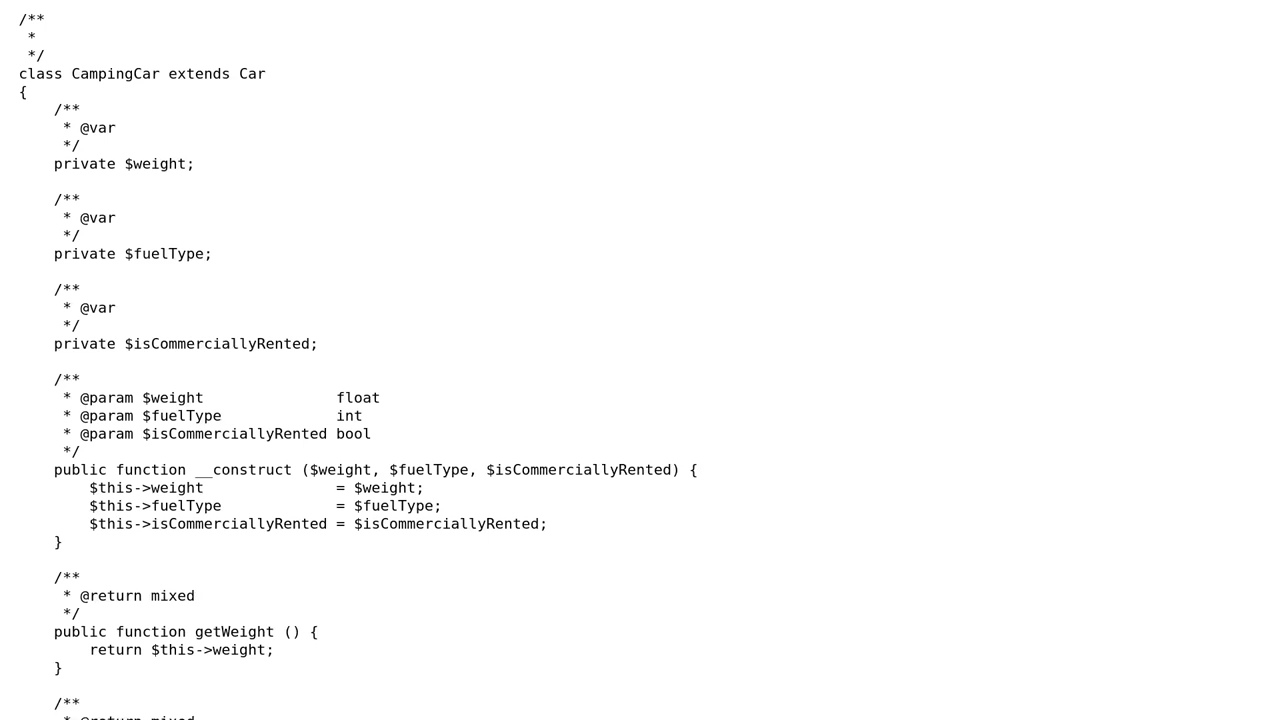 /**
 *
 */
class CampingCar extends Car
{
    /**
     * @var
     */
    private $weight;

    /**
     * @var
     */
    private $fuelType;

    /**
     * @var
     */
    private $isCommerciallyRented;

    /**
     * @param $weight               float
     * @param $fuelType             int
     * @param $isCommerciallyRented bool
     */
    public function __construct ($weight, $fuelType, $isCommerciallyRented) {
        $this->weight               = $weight;
        $this->fuelType             = $fuelType;
        $this->isCommerciallyRented = $isCommerciallyRented;
    }

    /**
     * @return mixed
     */
    public function getWeight () {
        return $this->weight;
    }

    /**
     * @return mixed